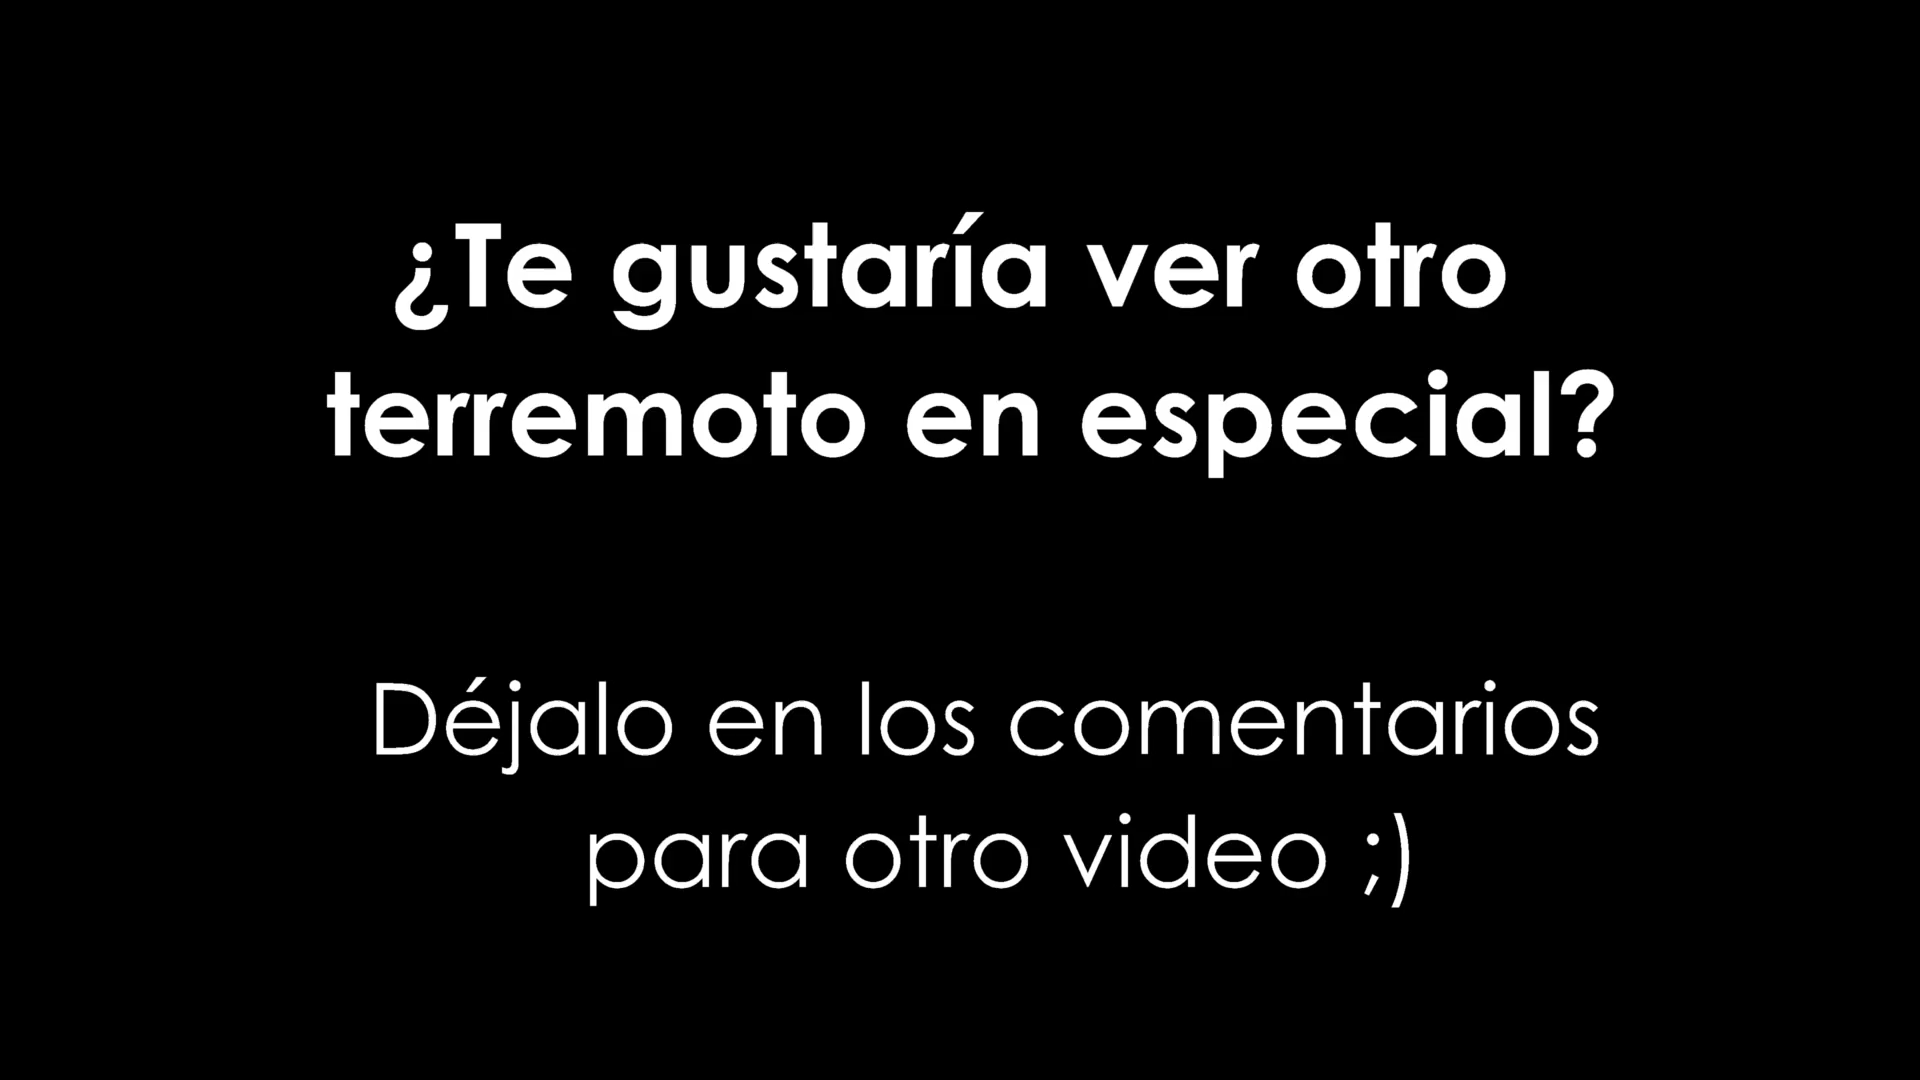 ¿Te gustaría ver otro
terremoto en especial?
Déjalo en los comentarios
para otro video ;)